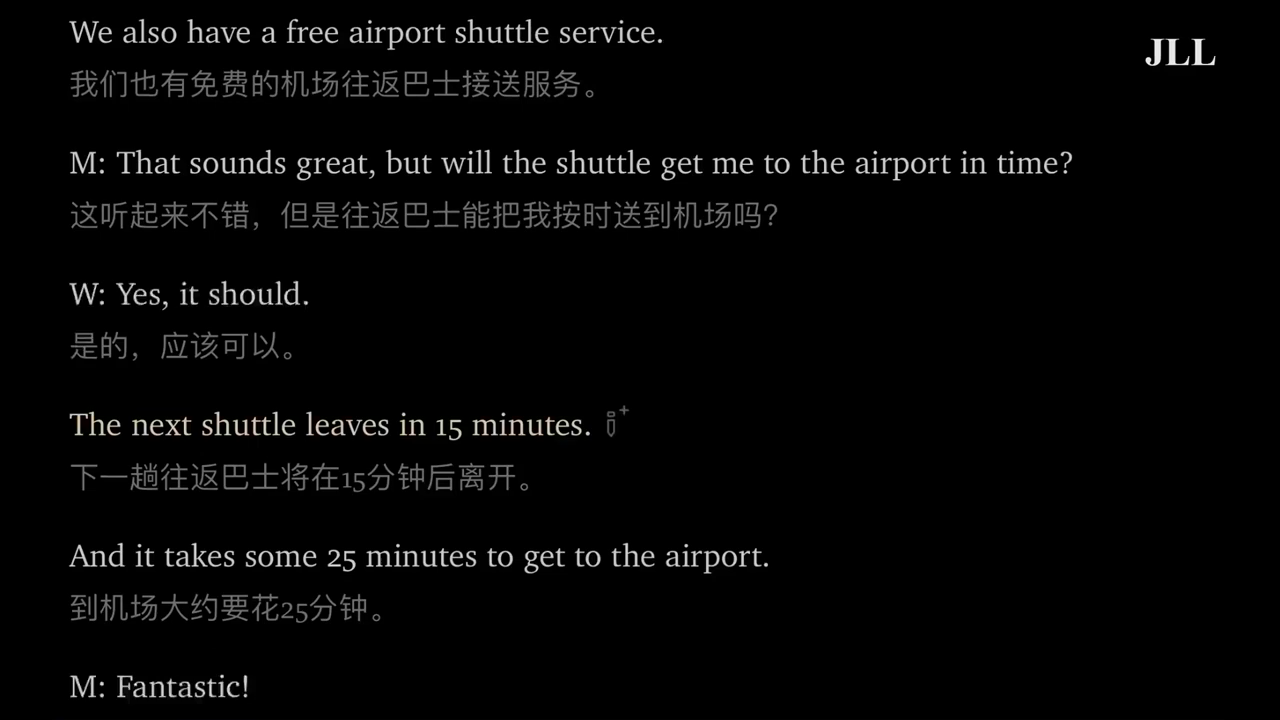 We also have a free airport shuttle service.
JLL
我们也有免费的机场往返巴士接送服务。
M: That sounds great, but will the shuttle get me to the airport in time?
这听起来不错，但是往返巴士能把我按时送到机场吗？
W: Yes, it should.
是的，应该可以。
The next shuttle leaves in 15 minutes.
下一趟往返巴士将在15分钟后离开。
And it takes some 25 minutes to get to the airport.
到机场大约要花25分钟。
M: Fantastic!